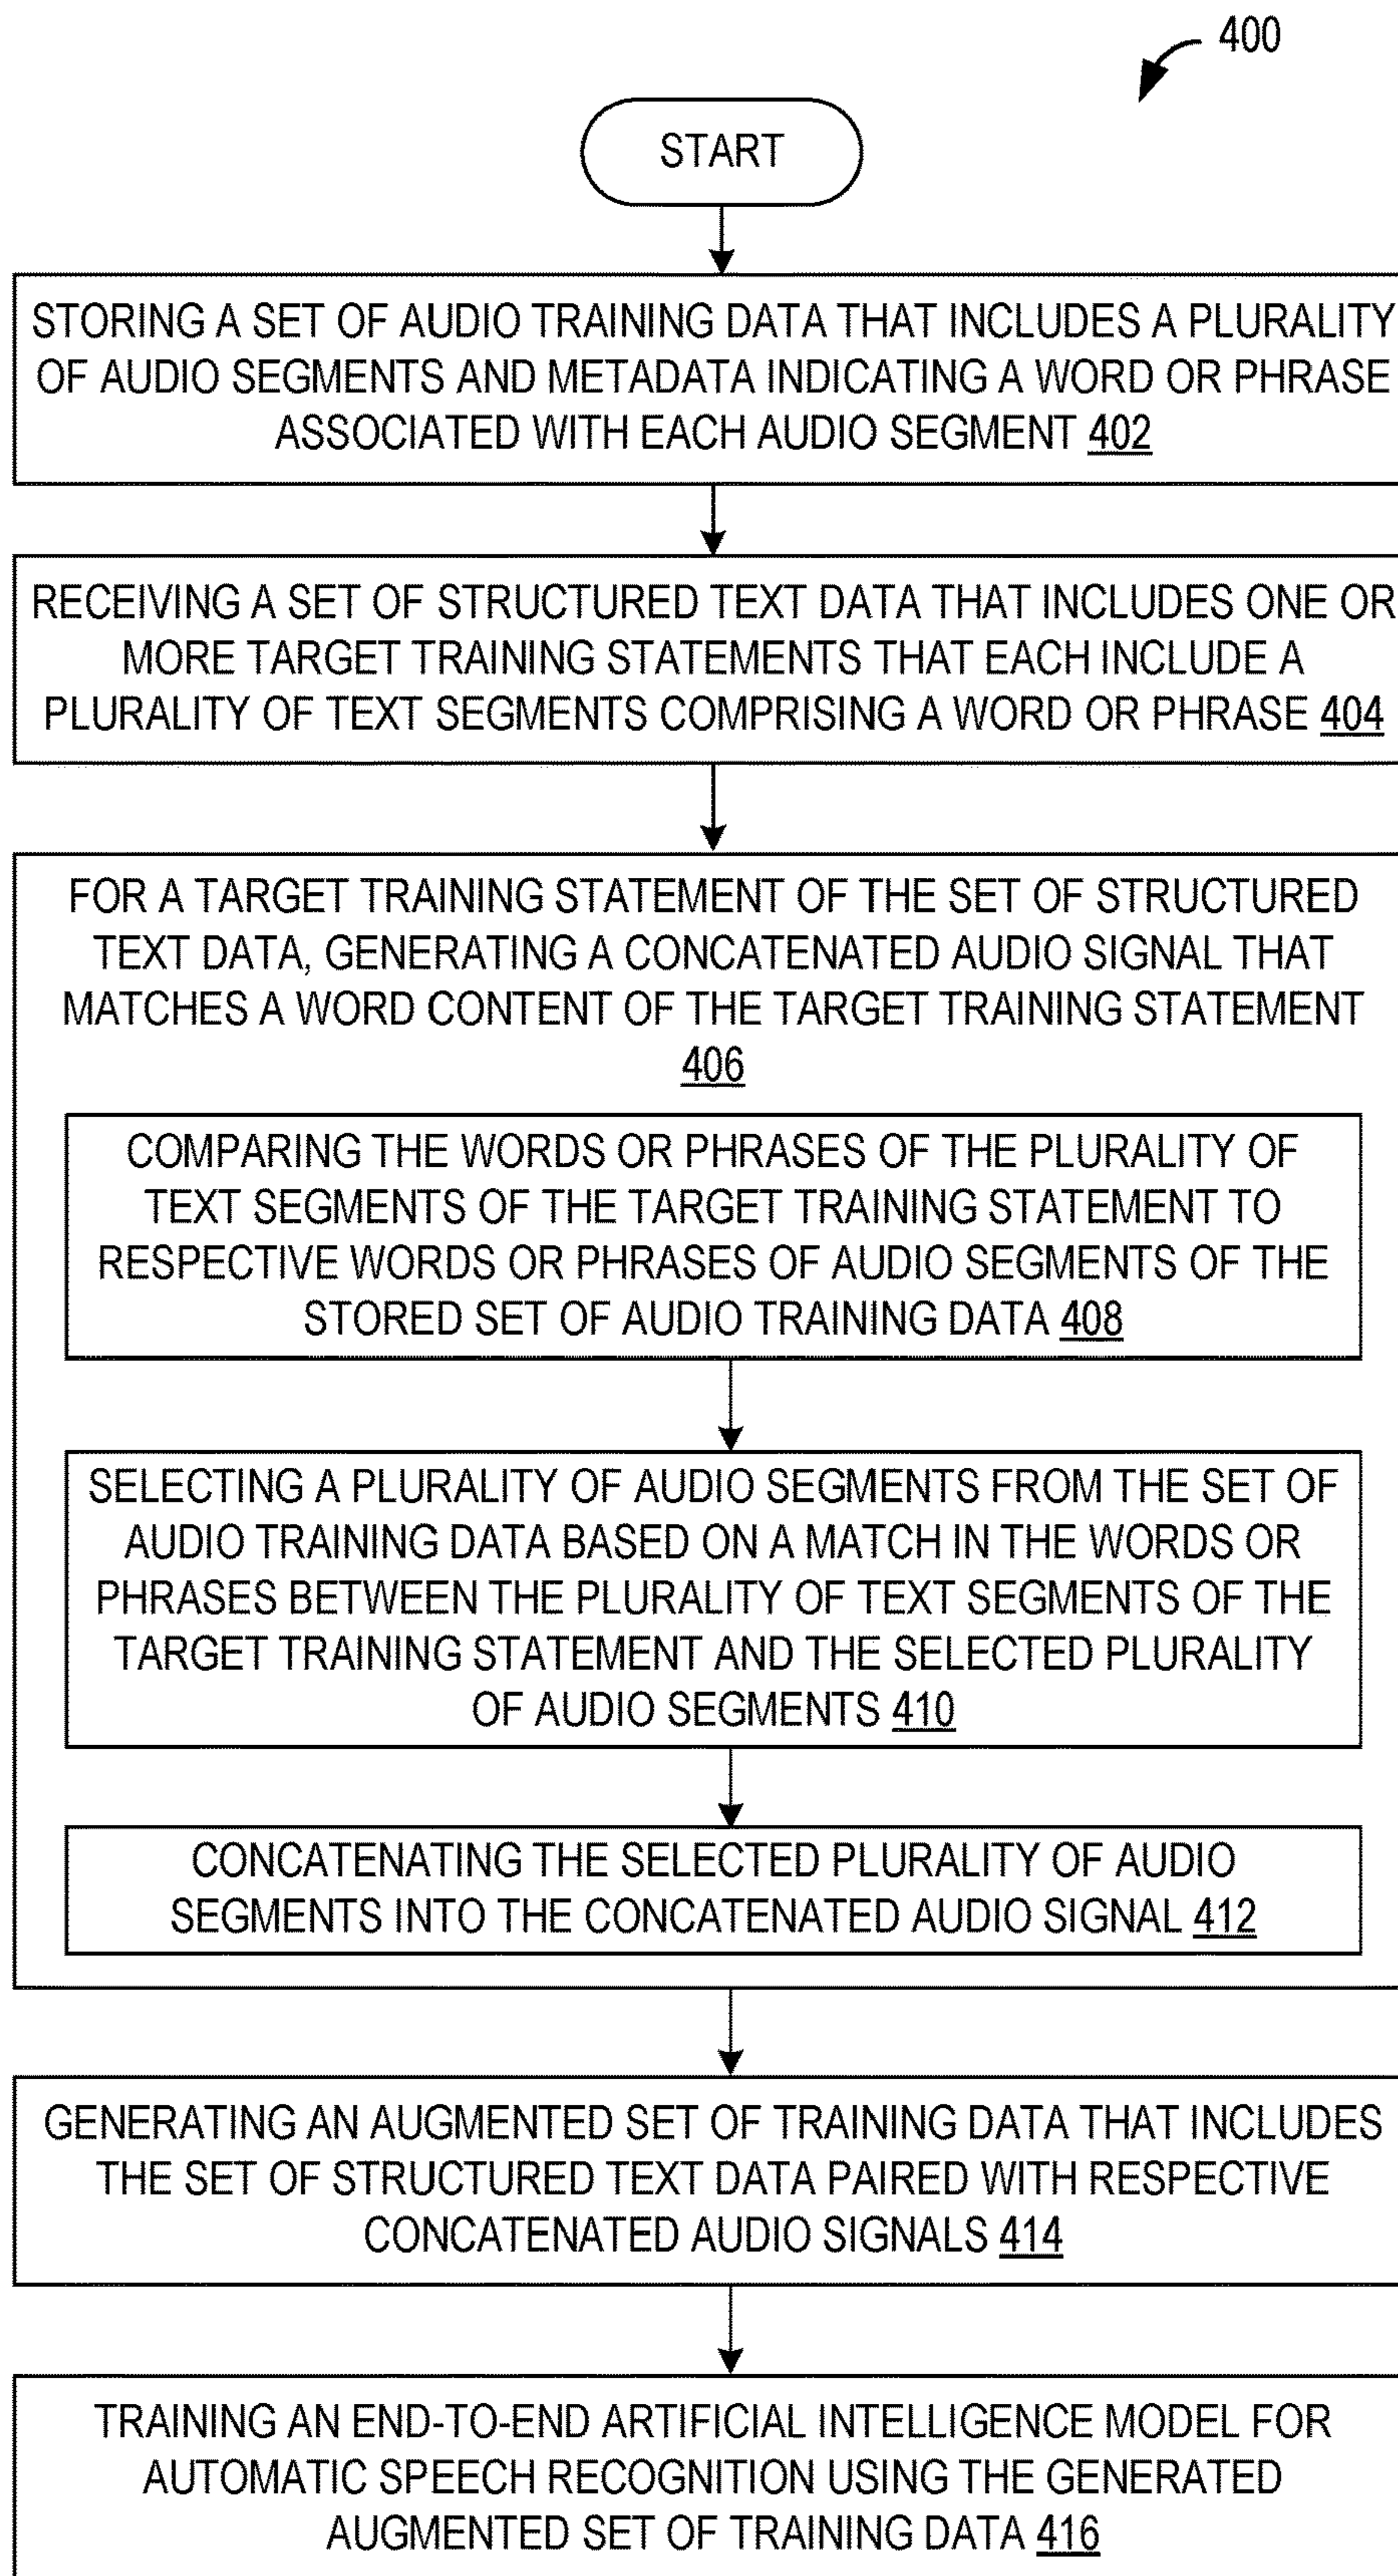 400
START
STORING A SET OF AUDIO TRAINING DATA THAT INCLUDES A PLURALITY
OF AUDIO SEGMENTS AND METADATA INDICATING A WORD OR PHRASE
ASSOCIATED WITH EACH AUDIO SEGMENT 402
RECEIVING A SET OF STRUCTURED TEXT DATA THAT INCLUDES ONE OR
MORE TARGET TRAINING STATEMENTS THAT EACH INCLUDE A
PLURALITY OF TEXT SEGMENTS COMPRISING A WORD OR PHRASE 404
FOR A TARGET TRAINING STATEMENT OF THE SET OF STRUCTURED
TEXT DATA, GENERATING A CONCATENATED AUDIO SIGNAL THAT
MATCHES A WORD CONTENT OF THE TARGET TRAINING STATEMENT
406
COMPARING THE WORDS OR PHRASES OF THE PLURALITY OF
TEXT SEGMENTS OF THE TARGET TRAINING STATEMENT TO
RESPECTIVE WORDS OR PHRASES OF AUDIO SEGMENTS OF THE
STORED SET OF AUDIO TRAINING DATA 408
SELECTING A PLURALITY OF AUDIO SEGMENTS FROM THE SET OF
AUDIO TRAINING DATA BASED ON A MATCH IN THE WORDS OR
PHRASES BETWEEN THE PLURALITY OF TEXT SEGMENTS OF THE
TARGET TRAINING STATEMENT AND THE SELECTED PLURALITY
OF AUDIO SEGMENTS 410
CONCATENATING THE SELECTED PLURALITY OF AUDIO
SEGMENTS INTO THE CONCATENATED AUDIO SIGNAL 412
GENERATING AN AUGMENTED SET OF TRAINING DATA THAT INCLUDES
THE SET OF STRUCTURED TEXT DATA PAIRED WITH RESPECTIVE
CONCATENATED AUDIO SIGNALS 414
TRAINING AN END-TO-END ARTIFICIAL INTELLIGENCE MODEL FOR
AUTOMATIC SPEECH RECOGNITION USING THE GENERATED
AUGMENTED SET OF TRAINING DATA 416